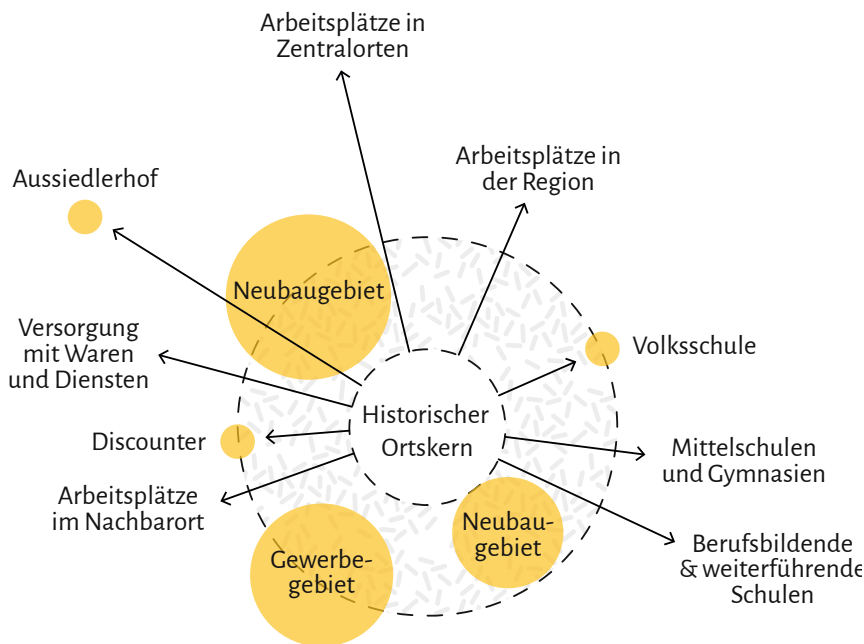 Arbeitsplätze in
Zentralorten
Arbeitsplätze in
der Region
Aussiedlerhof
Neubaugebiet
Versorgung
mit Waren
und Diensten
Volksschule
Historischer
Ortskern
Discounter
Mittelschulen
und Gymnasien
Arbeitsplätze
im Nachbarort
Neubau-
gebiet
Gewerbe-
gebiet
Berufsbildende
& weiterführende
Schulen